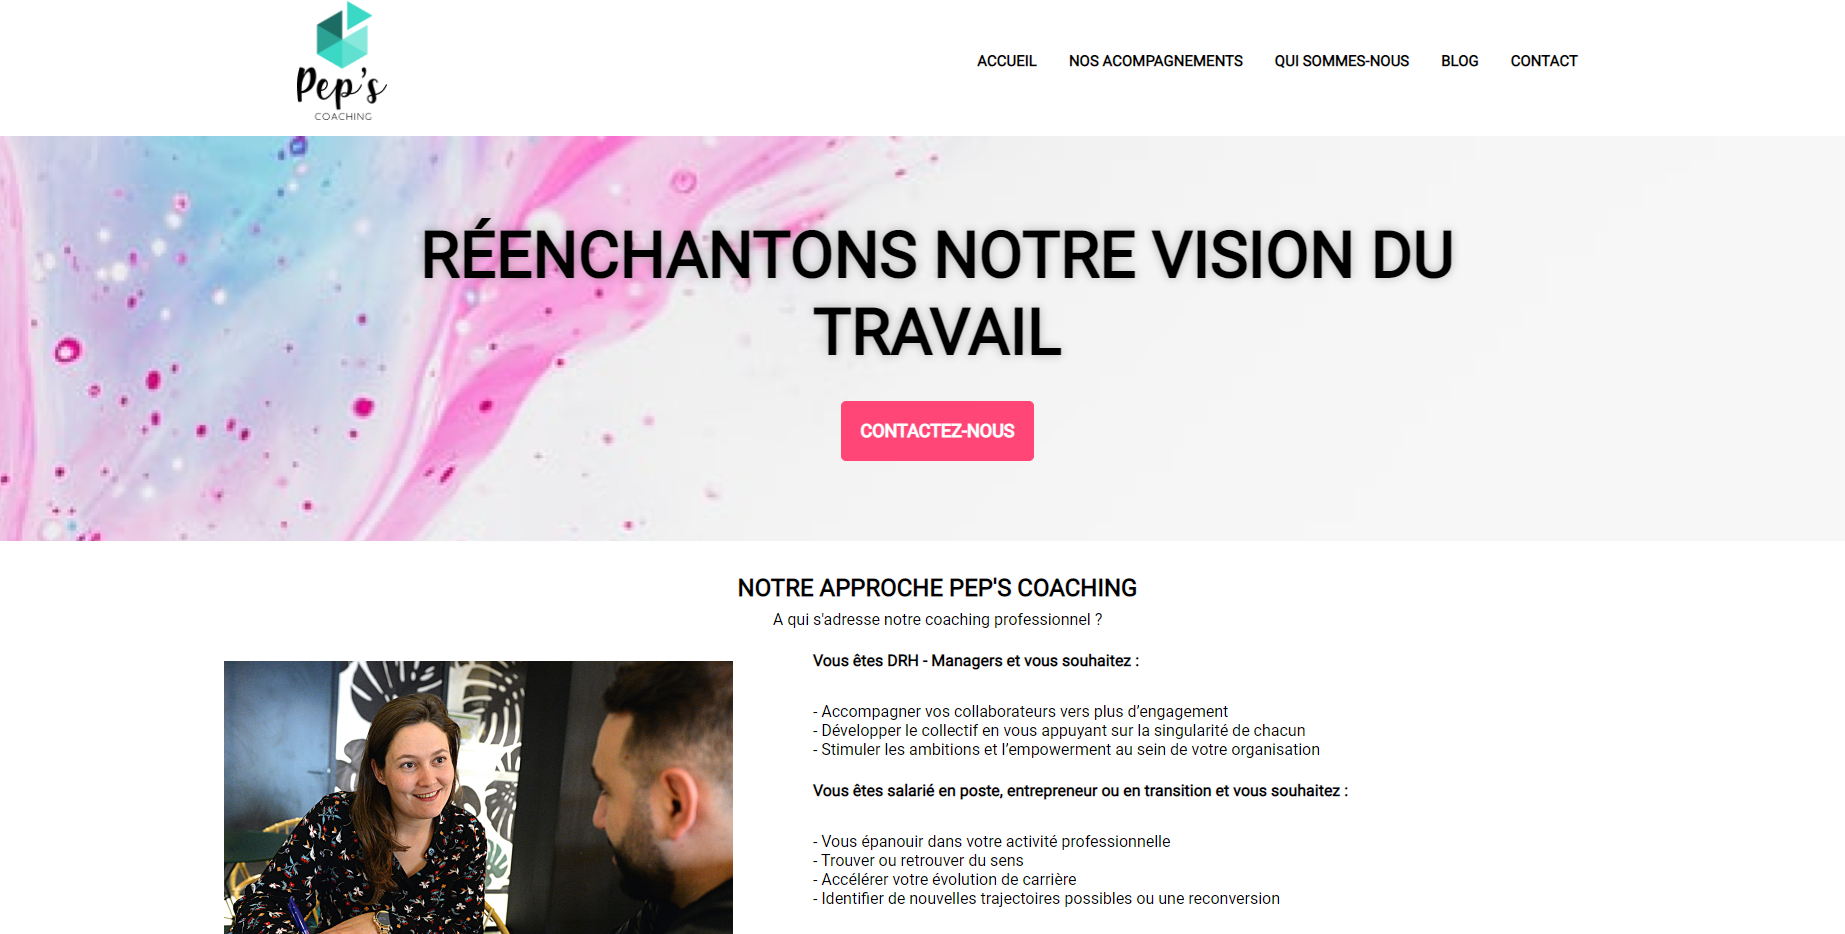 Pep's
COACHING
ACCUEIL NOS ACOMPAGNEMENTS QUI SOMMES-NOUS BLOG CONTACT
RÉENCHANTONS NOTRE VISION DU
TRAVAIL
CONTACTEZ-NOUS
NOTRE APPROCHE PEP'S COACHING
A qui s'adresse notre coaching professionnel ?
Vous êtes DRH - Managers et vous souhaitez :
- Accompagner vos collaborateurs vers plus d’engagement
- Développer le collectif en vous appuyant sur la singularité de chacun
- Stimuler les ambitions et l’empowerment au sein de votre organisation
Vous êtes salarié en poste, entrepreneur ou en transition et vous souhaitez :
- Vous épanouir dans votre activité professionnelle
- Trouver ou retrouver du sens
- Accélérer votre évolution de carrière
- Identifier de nouvelles trajectoires possibles ou une reconversion